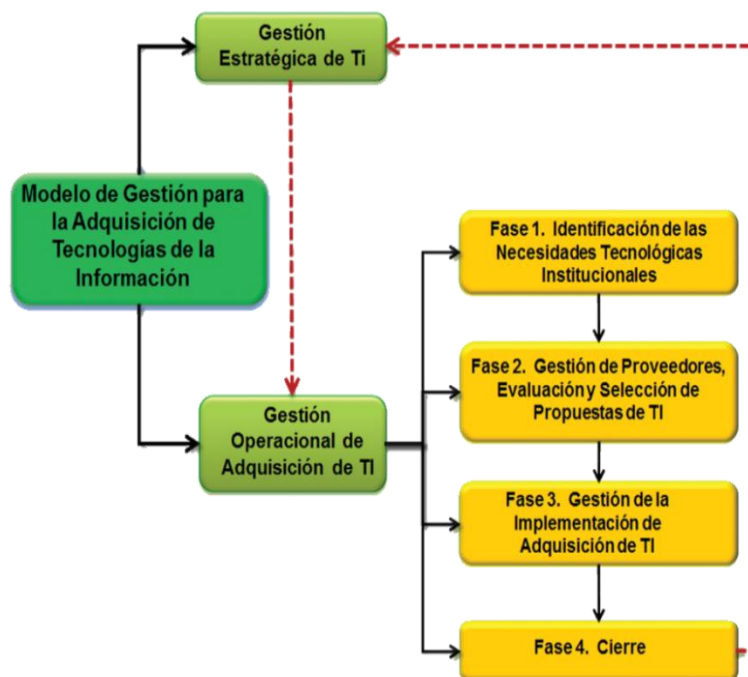 Gestión
Estratégica de Ti
Modelo de Gestión para
la Adquisición de
Tecnologías de la
Información
Gestión
Operacional de
Adquisición de TI
Fase 1. Identificación de las
Necesidades Tecnológicas
Institucionales
Fase 2. Gestión de Proveedores,
Evaluación y Selección de
Propuestas de TI
Fase 3. Gestión de la
Implementación de
Adquisición de TI
Fase 4. Cierre